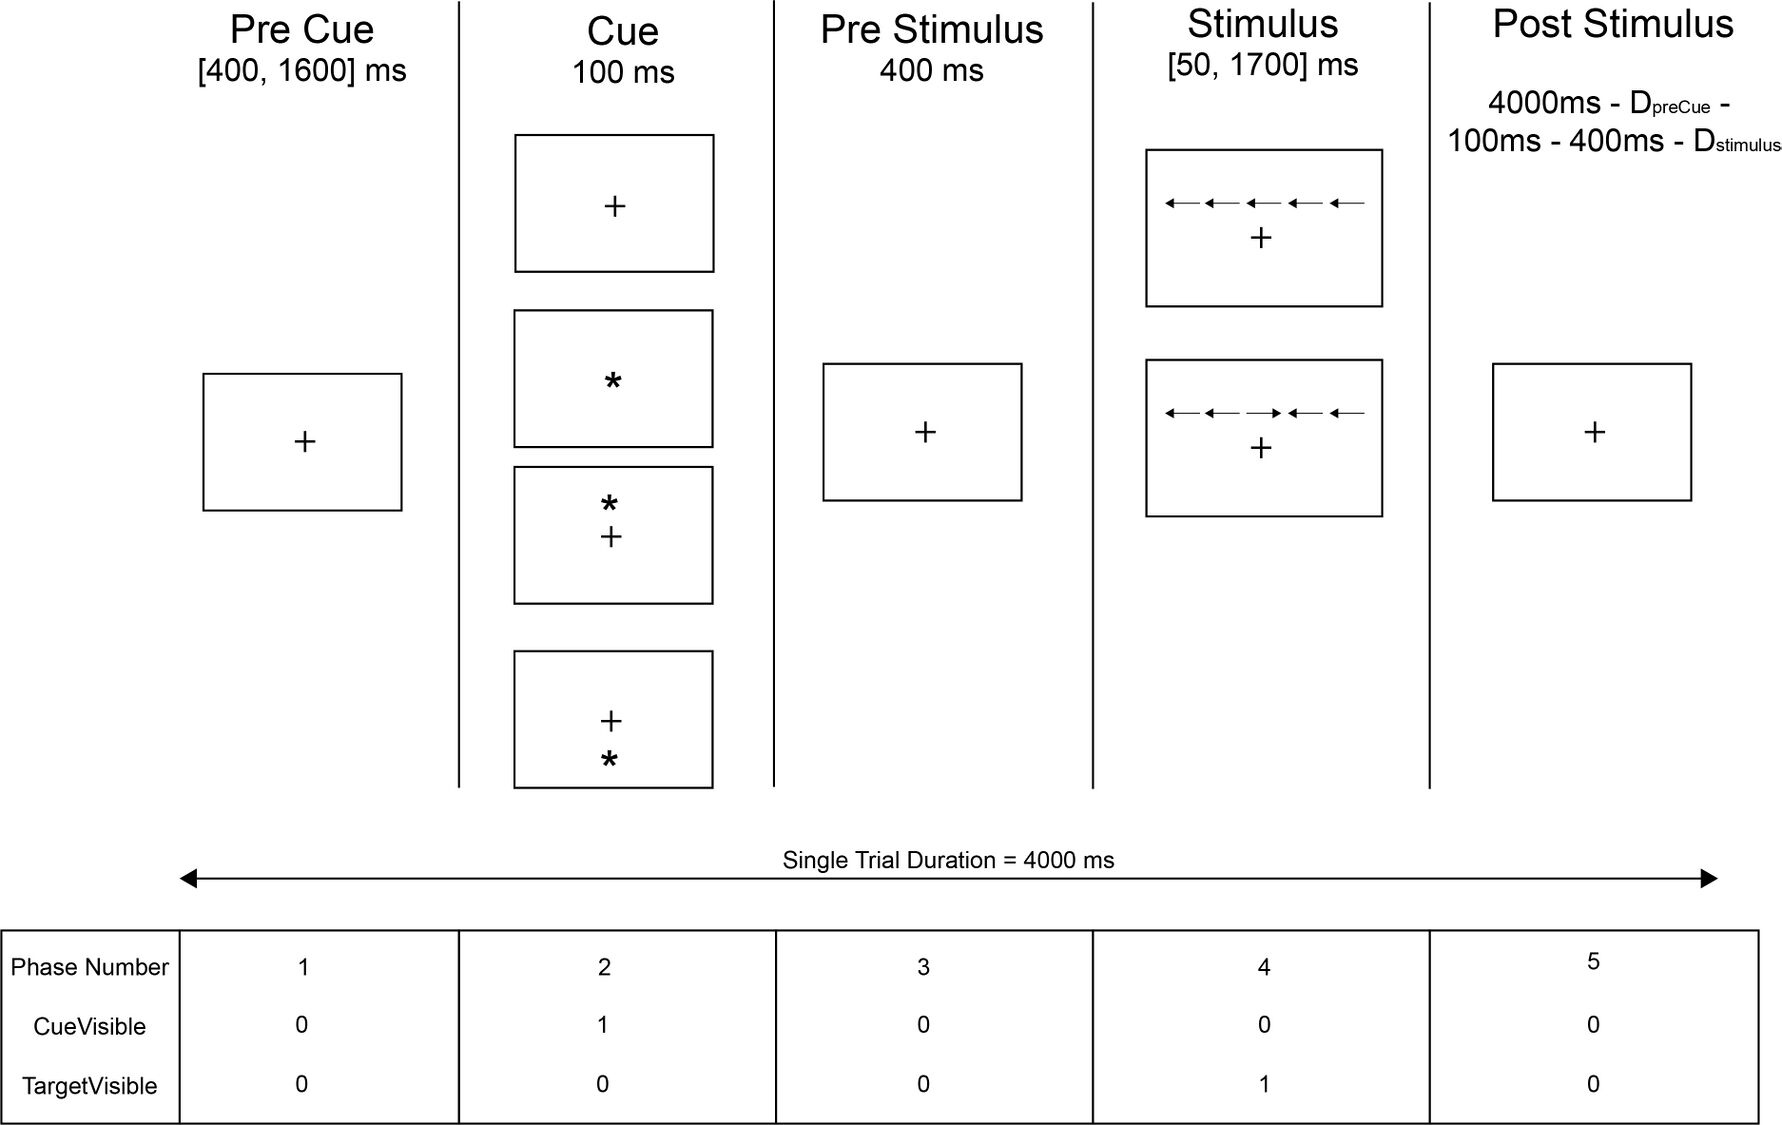 Pre Cue
[400, 1600] ms
Cue
100 ms
Pre Stimulus
400 ms
Stimulus
[50, 1700] ms
Post Stimulus
4000ms - DpreCue -
100ms - 400ms - Dstimulus
+
+
*
*
+
+
*
+
+
+
+
Single Trial Duration = 4000 ms
Phase Number 1 2 3 4 5
CueVisible 0 1 0 0 0
TargetVisible 0 0 0 1 0